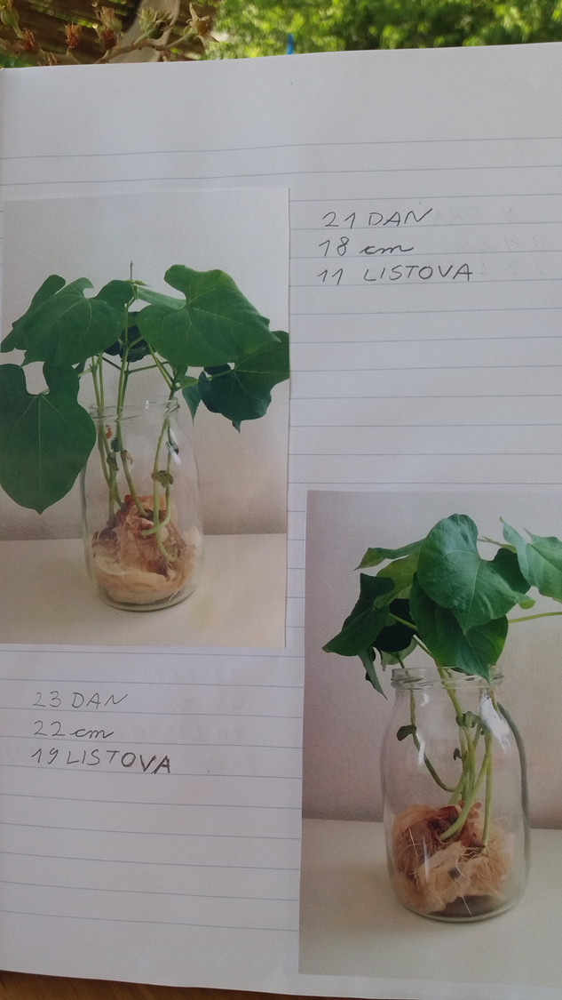 21 DAN
18 cm
11 LISTOVA
23 DAN
22 cm
19 LISTOVA